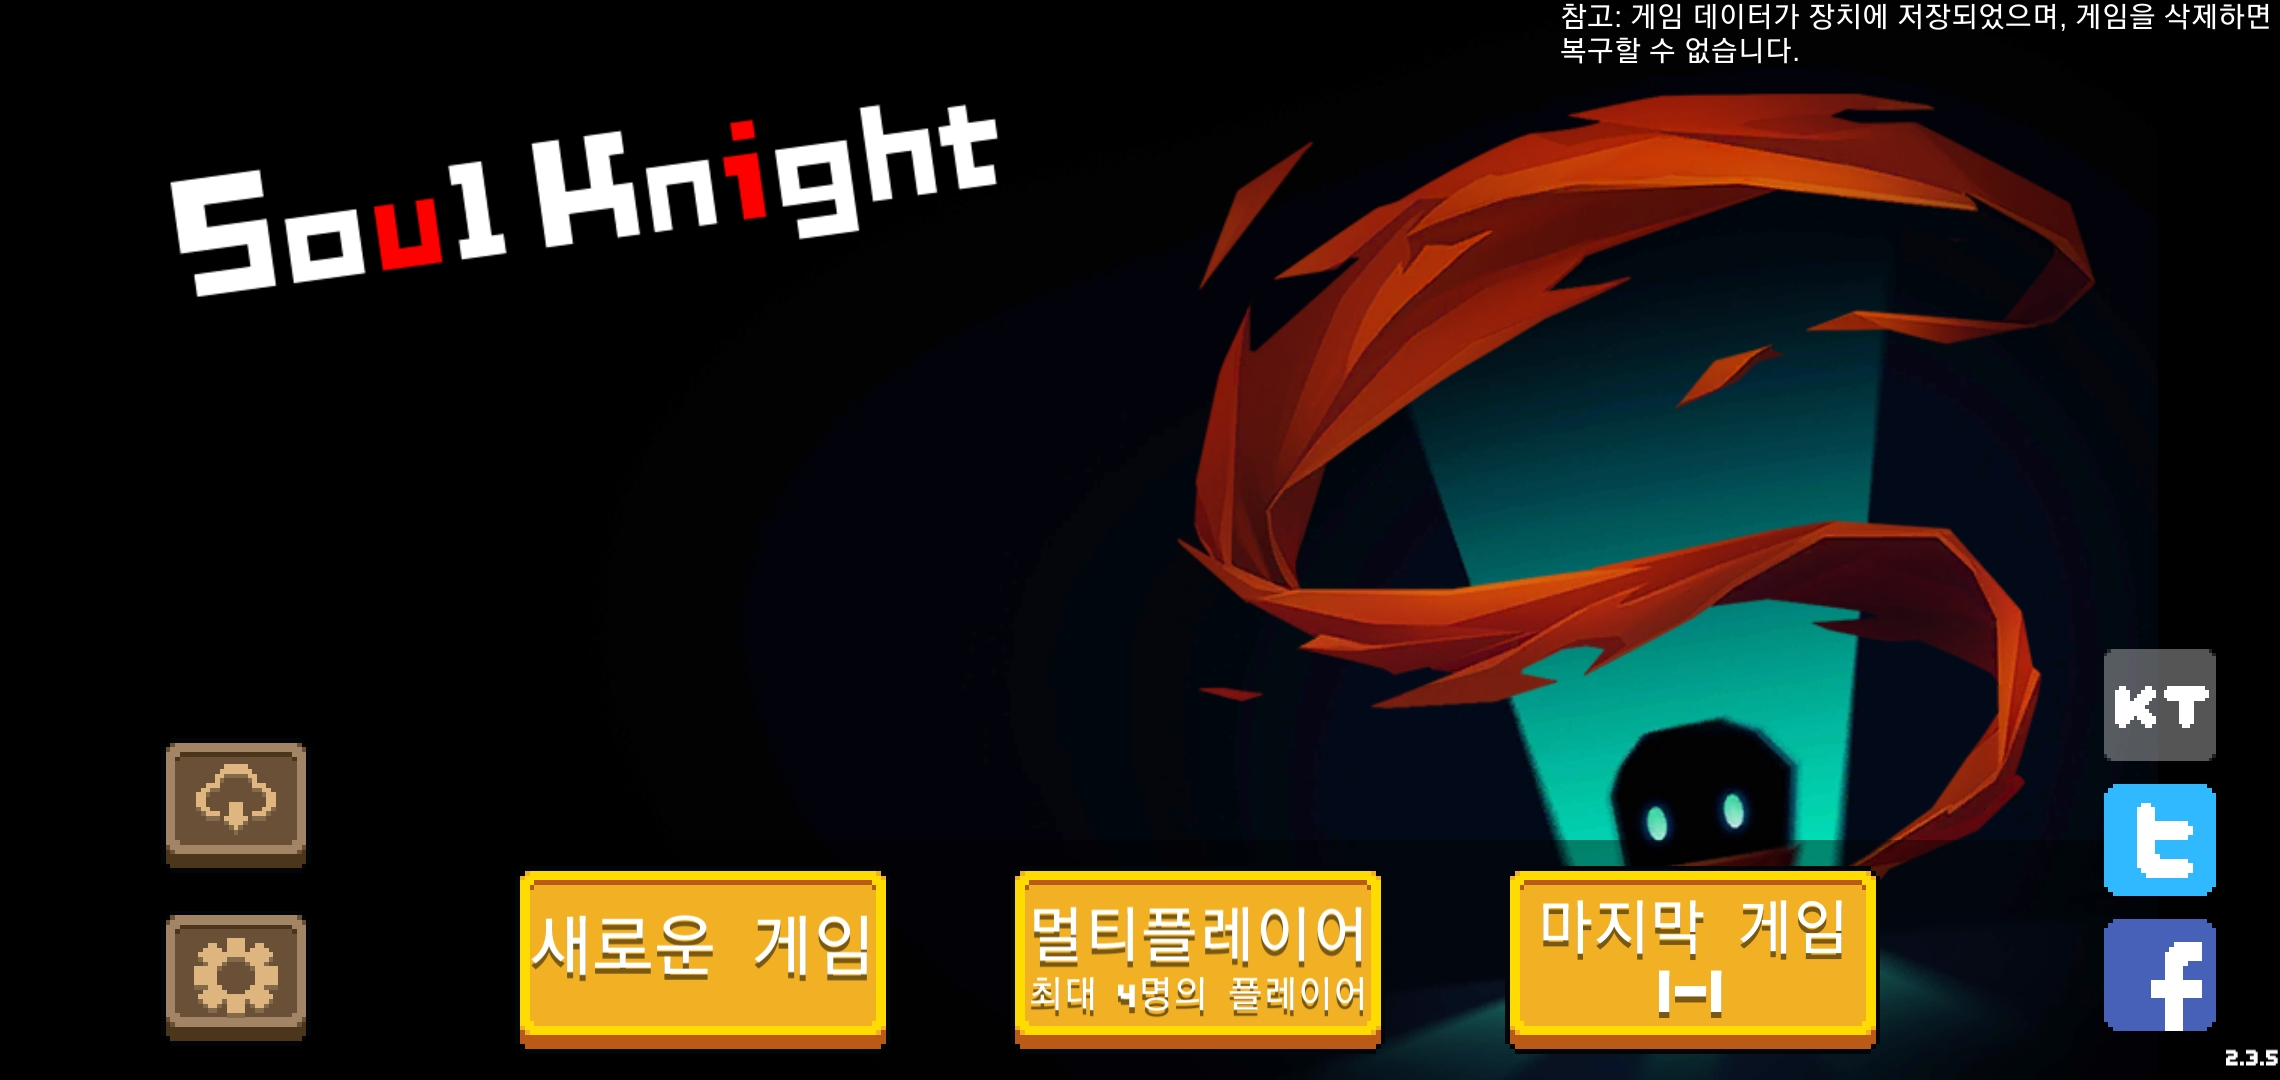 참고: 게임 데이터가 장치에 저장되었으며, 게임을 삭제하면
복구할 수 없습니다.
Soul Knight
KT
새로운 게임
멀티플레이어
최대 4명의 플레이어
마지막 게임
1-1
2.3.5